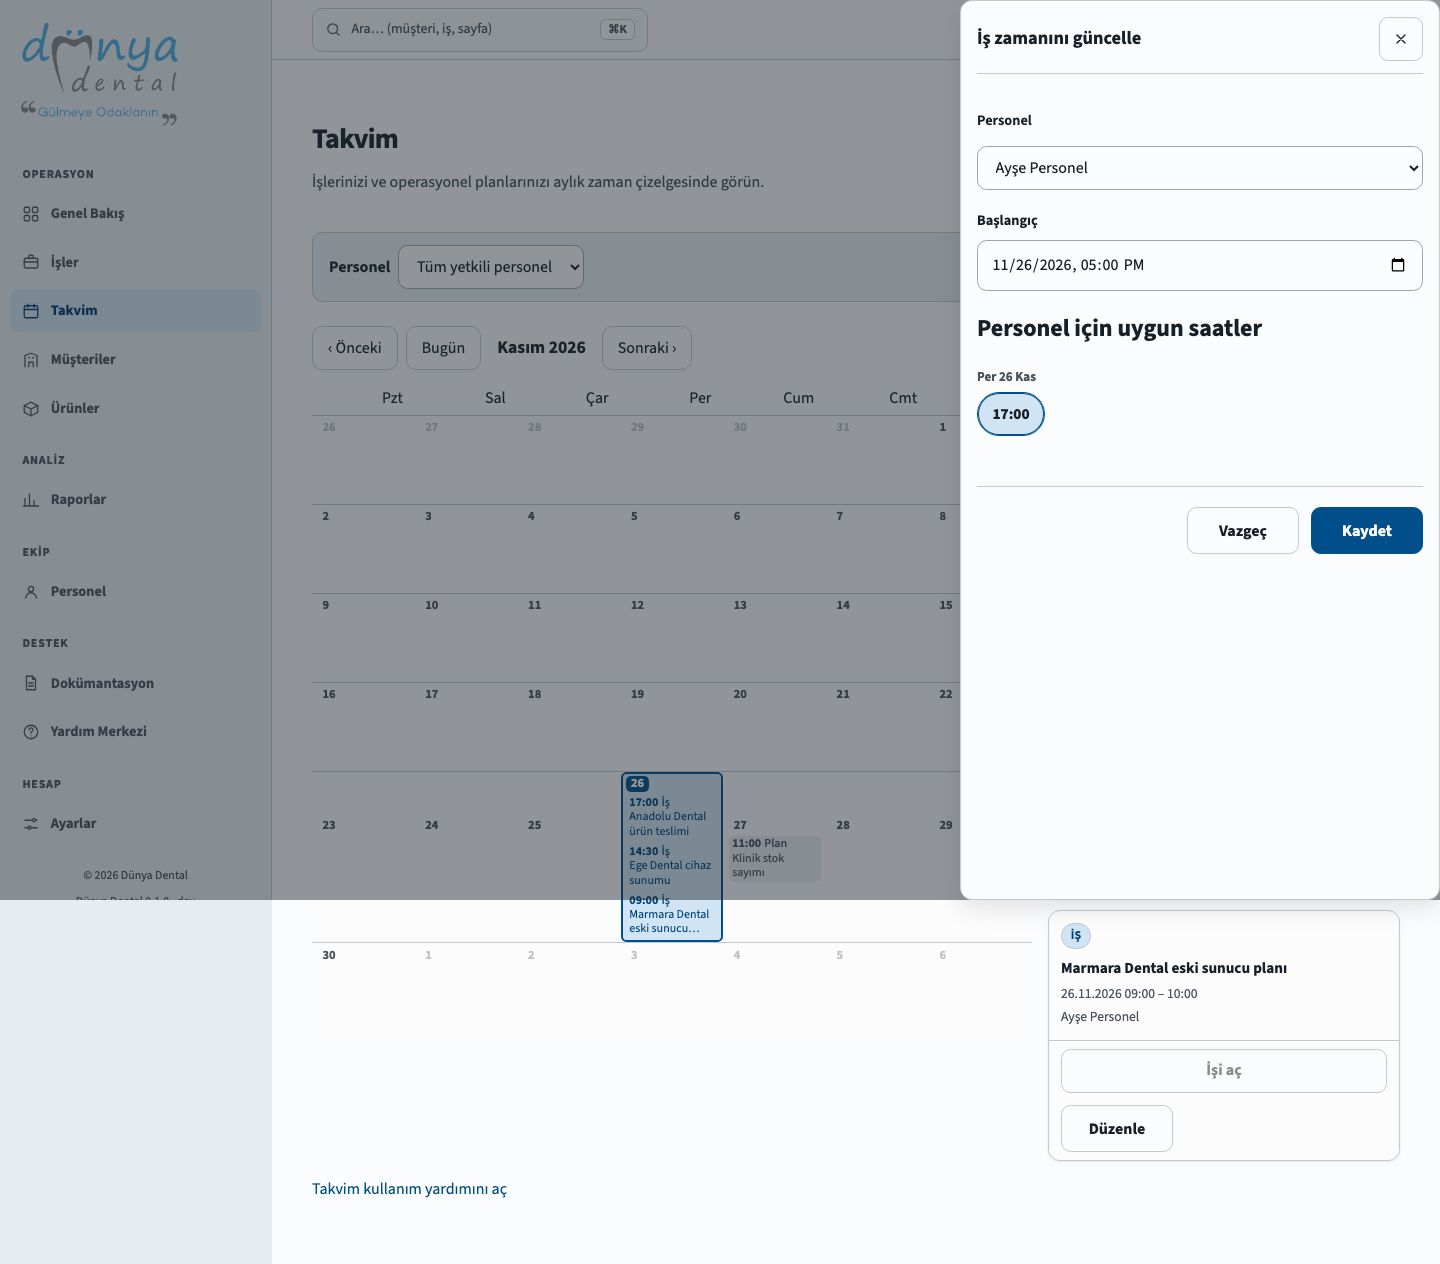 dünya
dental
“Gülmeye Odaklanın”
OPERASYON
Genel Bakış
İşler
Takvim
Müşteriler
Ürünler
ANALİZ
Raporlar
EKİP
Personel
DESTEK
Dokümantasyon
Yardım Merkezi
HESAP
Ayarlar
© 2026 Dünya Dental
Ara… (müşteri, iş, sayfa)
⌘K
Takvim
İşlerinizi ve operasyonel planlarınızı aylık zaman çizelgesinde görün.
Personel
Tüm yetkili personel
‹ Önceki
Bugün
Kasım 2026
Sonraki ›
Pzt Sal Çar Per Cum Cmt
26 27 28 29 30 31 1
2 3 4 5 6 7 8
9 10 11 12 13 14 15
16 17 18 19 20 21 22
23 24 25 26 27 28 29
17:00 İş
Anadolu Dental
ürün teslimi
14:30 İş
Ege Dental cihaz
sunumu
09:00 İş
Marmara Dental
eski sunucu…
11:00 Plan
Klinik stok
sayımı
30 1 2 3 4 5 6
Takvim kullanım yardımını aç
İş zamanını güncelle
Personel
Ayşe Personel
Başlangıç
11/26/2026, 05:00 PM
Personel için uygun saatler
Per 26 Kas
17:00
Vazgeç
Kaydet
İŞ
Marmara Dental eski sunucu planı
26.11.2026 09:00 – 10:00
Ayşe Personel
İşi aç
Düzenle